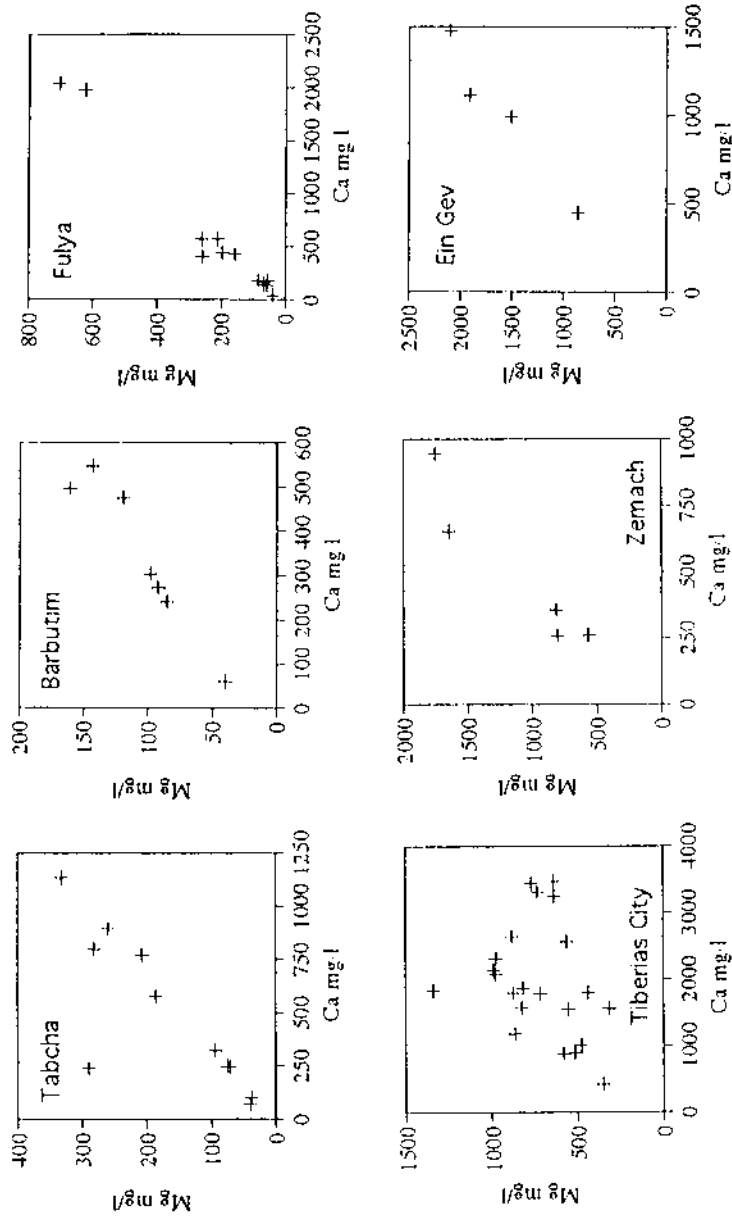 Tabcha
400
300
200
100
0
Mg mg/l
0 250 500 750 1000 1250
Ca mg/l
Barbutim
200
150
100
50
0
Mg mg/l
0 100 200 300 400 500 600
Ca mg/l
Fulya
800
600
400
200
0
Mg mg/l
0 500 1000 1500 2000 2500
Ca mg/l
Tiberias City
1500
1000
500
0
Mg mg/l
0 1000 2000 3000 4000
Ca mg/l
Zemach
2000
1500
1000
500
0
Mg mg/l
0 250 500 750 1000
Ca mg/l
Ein Gev
2500
2000
1500
1000
500
0
Mg mg/l
0 500 1000 1500
Ca mg/l